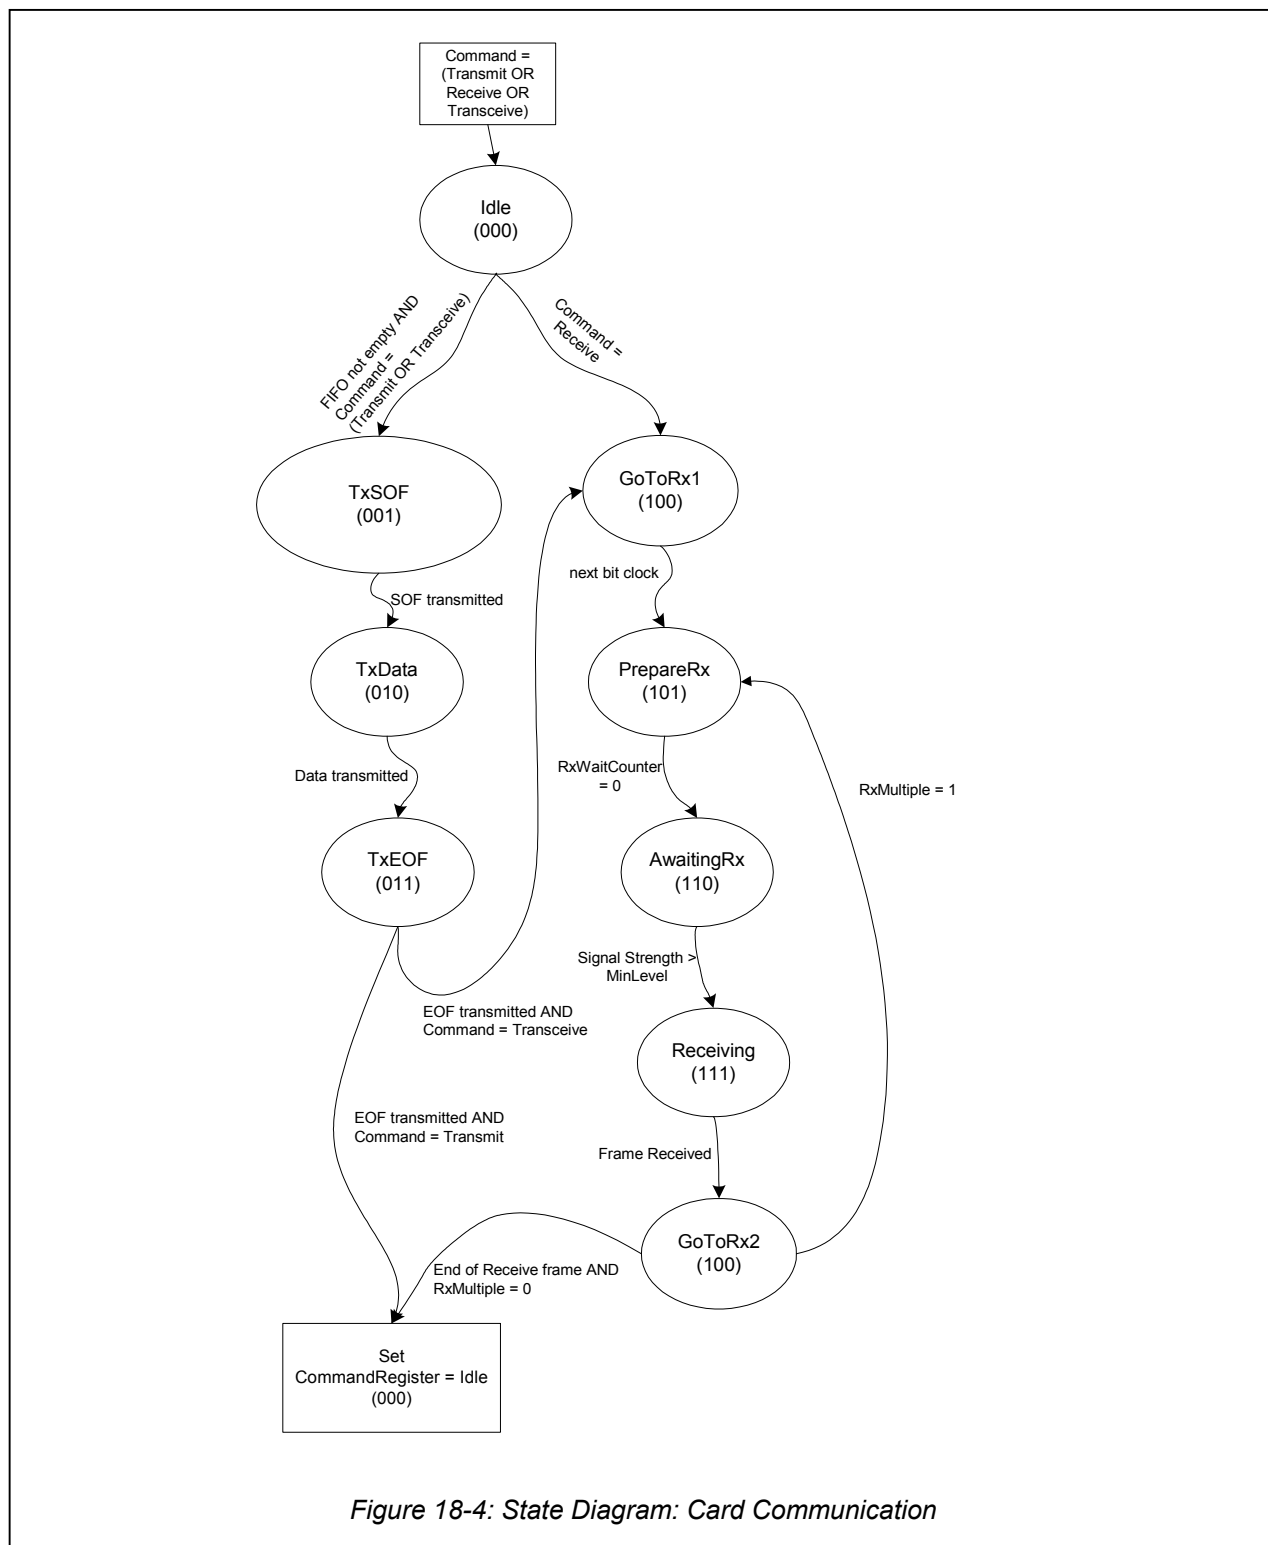 Command =
(Transmit OR
Receive OR
Transceive)
Idle
(000)
FIFO not empty AND
Command =
(Transmit OR Transceive)
Command =
Receive
TxSOF
(001)
GoToRx1
(100)
SOF transmitted
next bit clock
TxData
(010)
PrepareRx
(101)
Data transmitted
RxWaitCounter
= 0
RxMultiple = 1
TxEOF
(011)
AwaitingRx
(110)
EOF transmitted AND
Command = Transceive
Signal Strength >
MinLevel
Receiving
(111)
EOF transmitted AND
Command = Transmit
Frame Received
GoToRx2
(100)
End of Receive frame AND
RxMultiple = 0
Set
CommandRegister = Idle
(000)
Figure 18-4: State Diagram: Card Communication